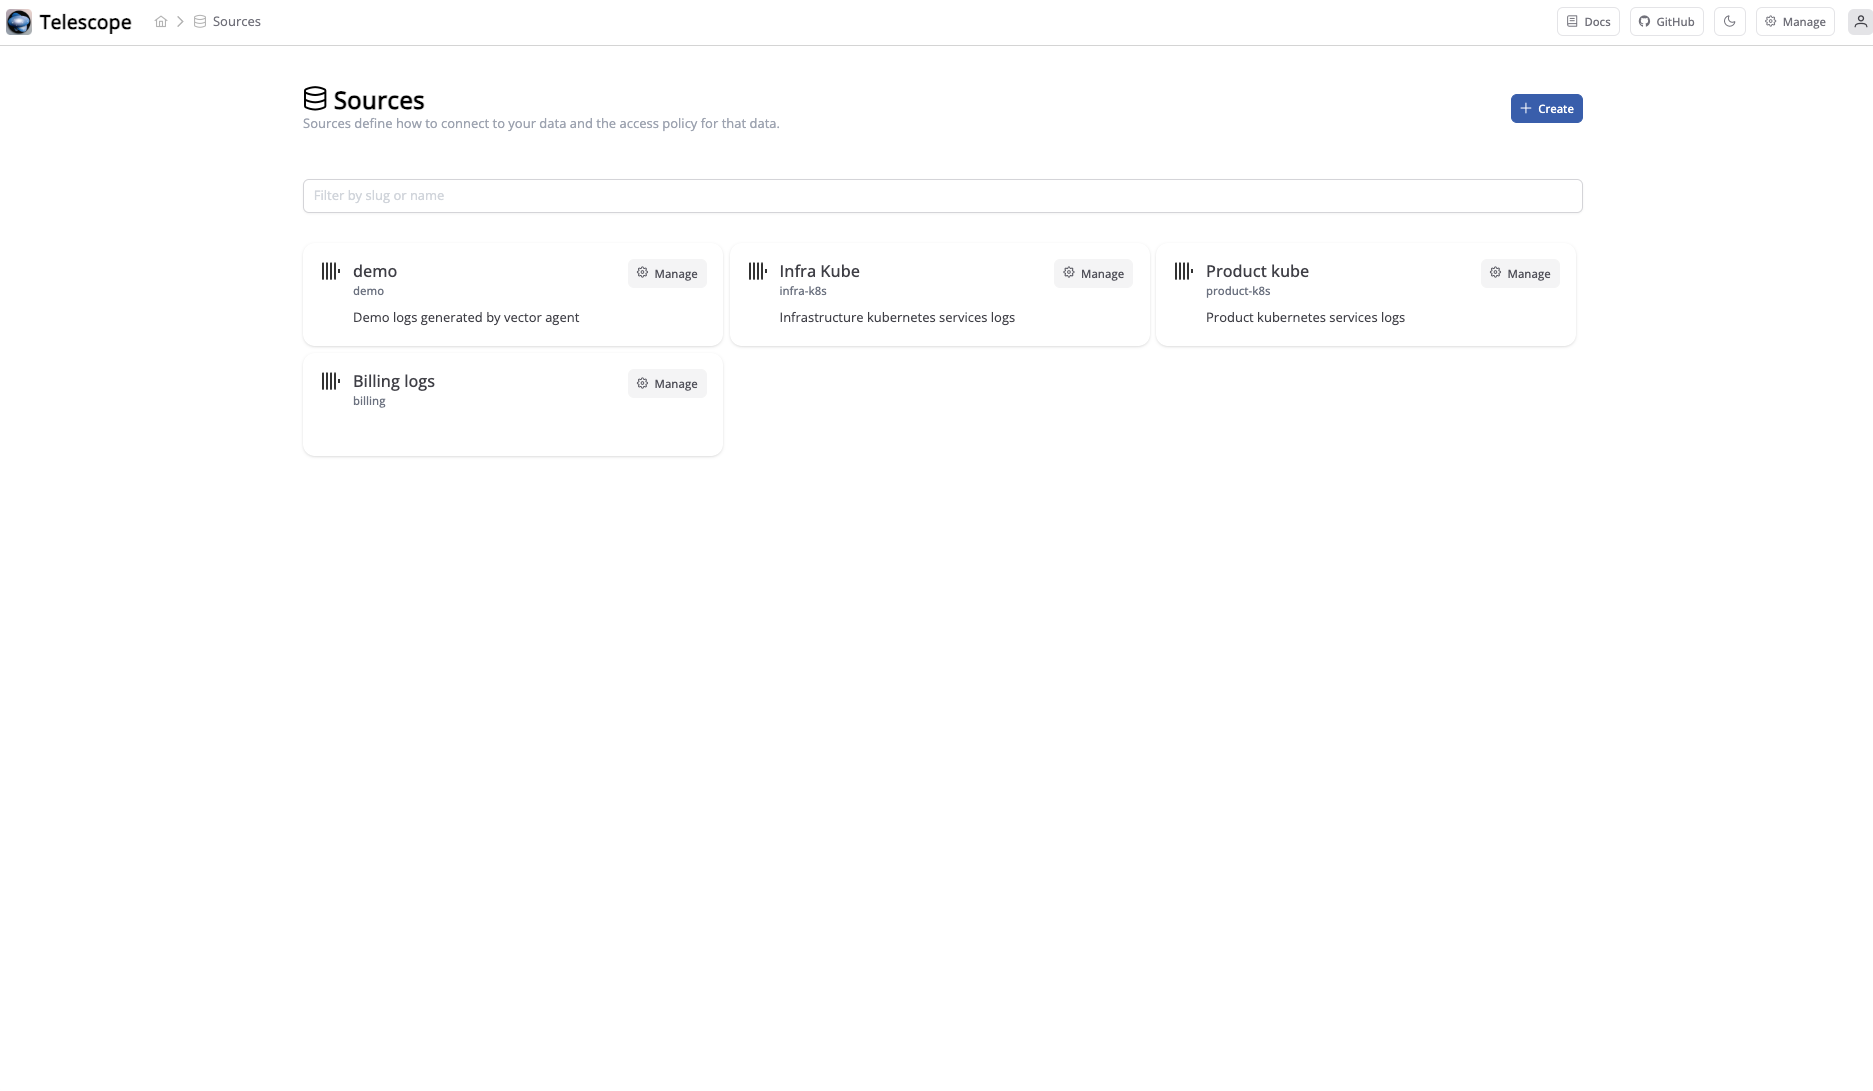 Telescope
Sources
Docs
GitHub
Manage
Sources
Sources define how to connect to your data and the access policy for that data.
Create
Filter by slug or name
demo
Manage
demo
Demo logs generated by vector agent
Infra Kube
Manage
infra-k8s
Infrastructure kubernetes services logs
Product kube
Manage
product-k8s
Product kubernetes services logs
Billing logs
Manage
billing